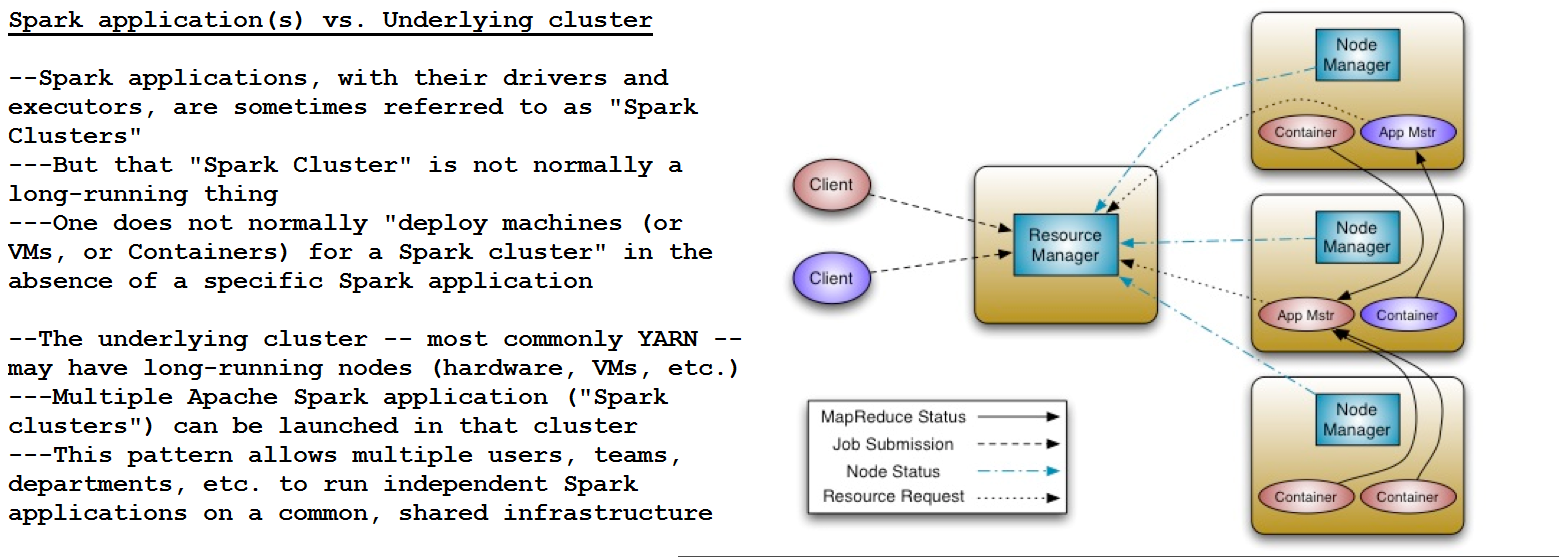 Spark application(s) vs. Underlying cluster
--Spark applications, with their drivers and
executors, are sometimes referred to as "Spark
Clusters"
---But that "Spark Cluster" is not normally a
long-running thing
---One does not normally "deploy machines (or
VMs, or Containers) for a Spark cluster" in the
absence of a specific Spark application
--The underlying cluster -- most commonly YARN --
may have long-running nodes (hardware, VMs, etc.)
---Multiple Apache Spark application ("Spark
clusters") can be launched in that cluster
---This pattern allows multiple users, teams,
departments, etc. to run independent Spark
applications on a common, shared infrastructure
Client
Client
Resource
Manager
Node
Manager
Container
App Mstr
Node
Manager
App Mstr
Container
Node
Manager
Container
Container
MapReduce Status
Job Submission
Node Status
Resource Request